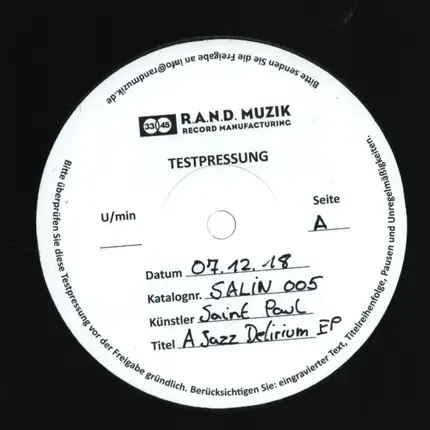 Bitte überprüfen Sie diese Testpressung vor der Freigabe gründlich. Berücksichtigen Sie: eingravierter Text, Titelreihenfolge, Pausen und Unregelmäßigkeiten.
Bitte senden Sie die Freigabe an info@randmuzik.de
33 45 R.A.N.D. MUZIK
RECORD MANUFACTURING
TESTPRESSUNG
U/min
Seite
A
Datum 07.12.18
Katalognr. SALiN 005
Künstler Saint Paul
Titel A Jazz Delirium EP